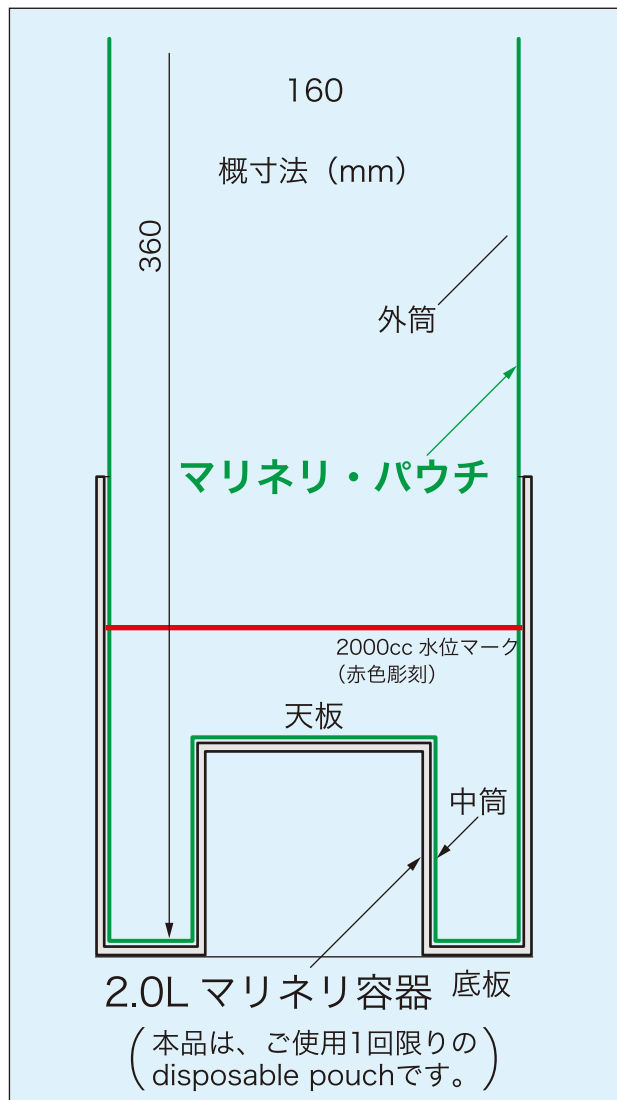 160
概寸法（mm）
360
外筒
マリネリ・パウチ
2000cc 水位マーク
（赤色彫刻）
天板
中筒
2.0L マリネリ容器
底板
（本品は、ご使用1回限りの
disposable pouchです。）